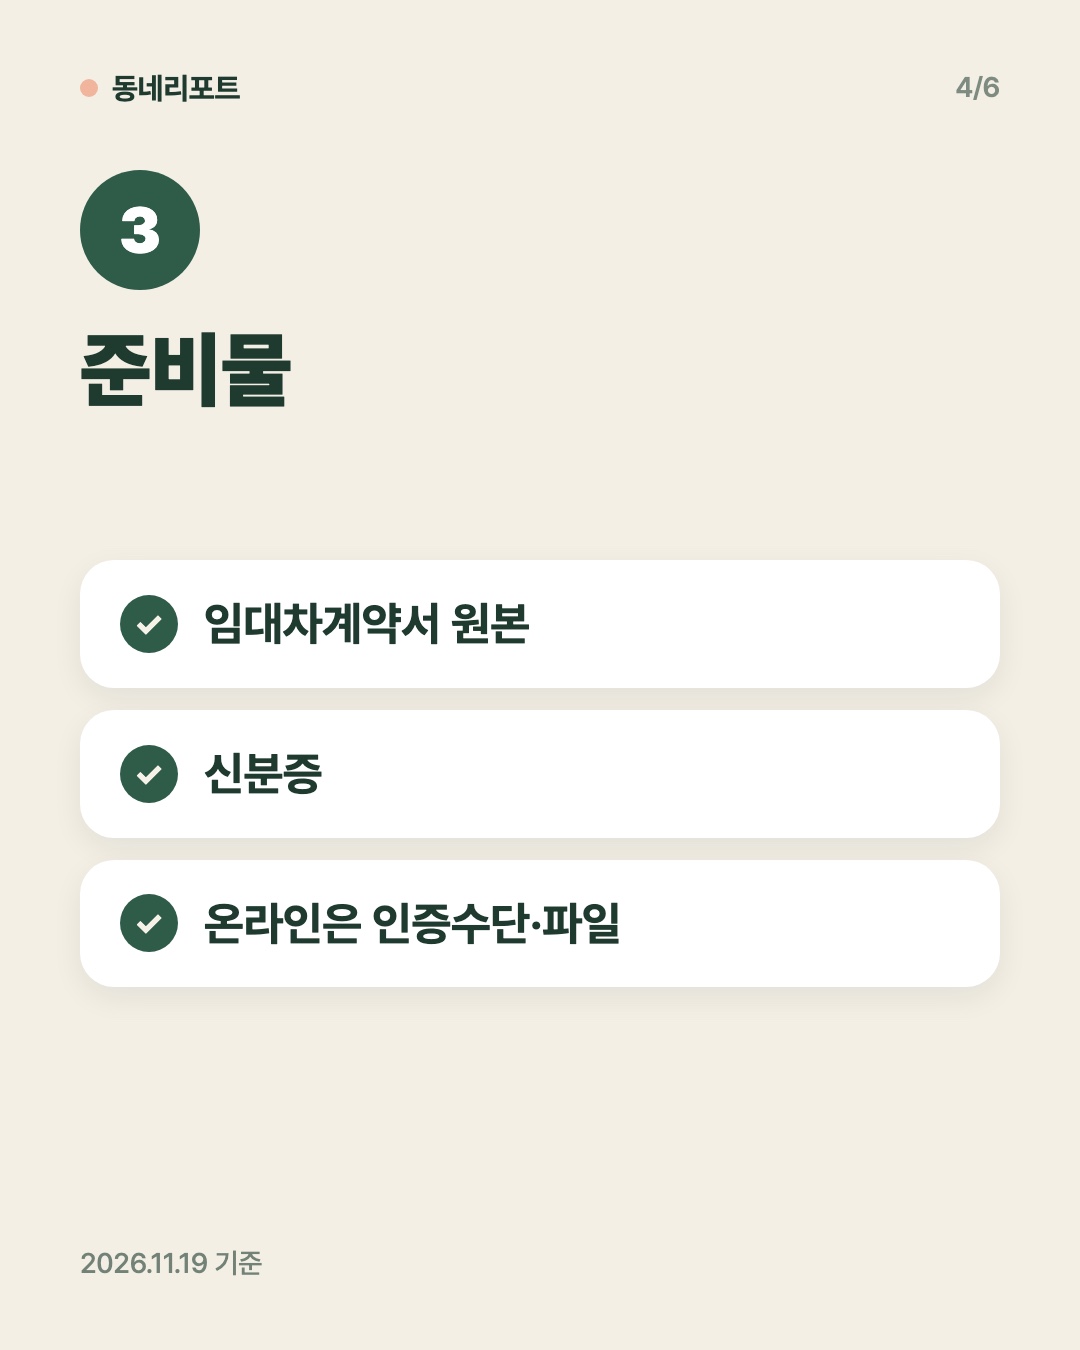 동네리포트
4/6
3
준비물
임대차계약서 원본
신분증
온라인은 인증수단·파일
2026.11.19 기준